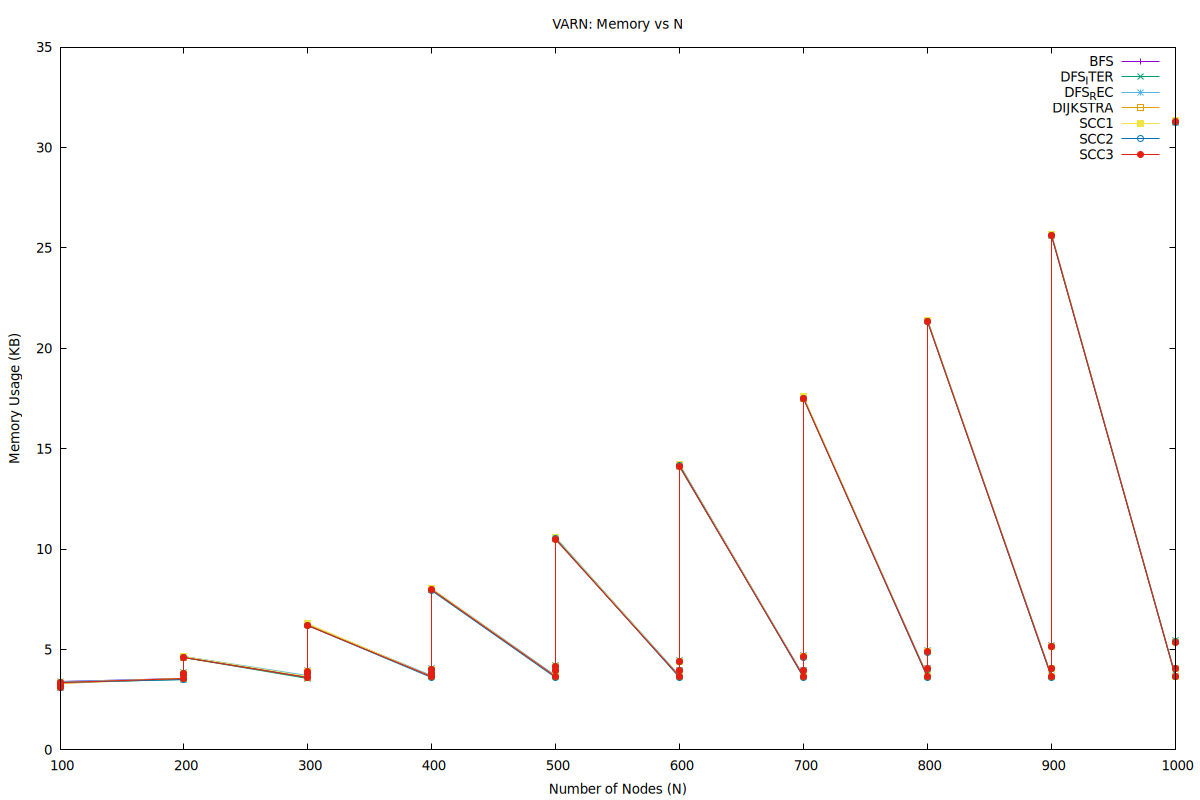 VARN: Memory vs N
35
30
25
20
15
10
5
0
Memory Usage (KB)
BFS
DFSITER
DFSREC
DIJKSTRA
SCC1
SCC2
SCC3
100 200 300 400 500 600 700 800 900 1000
Number of Nodes (N)